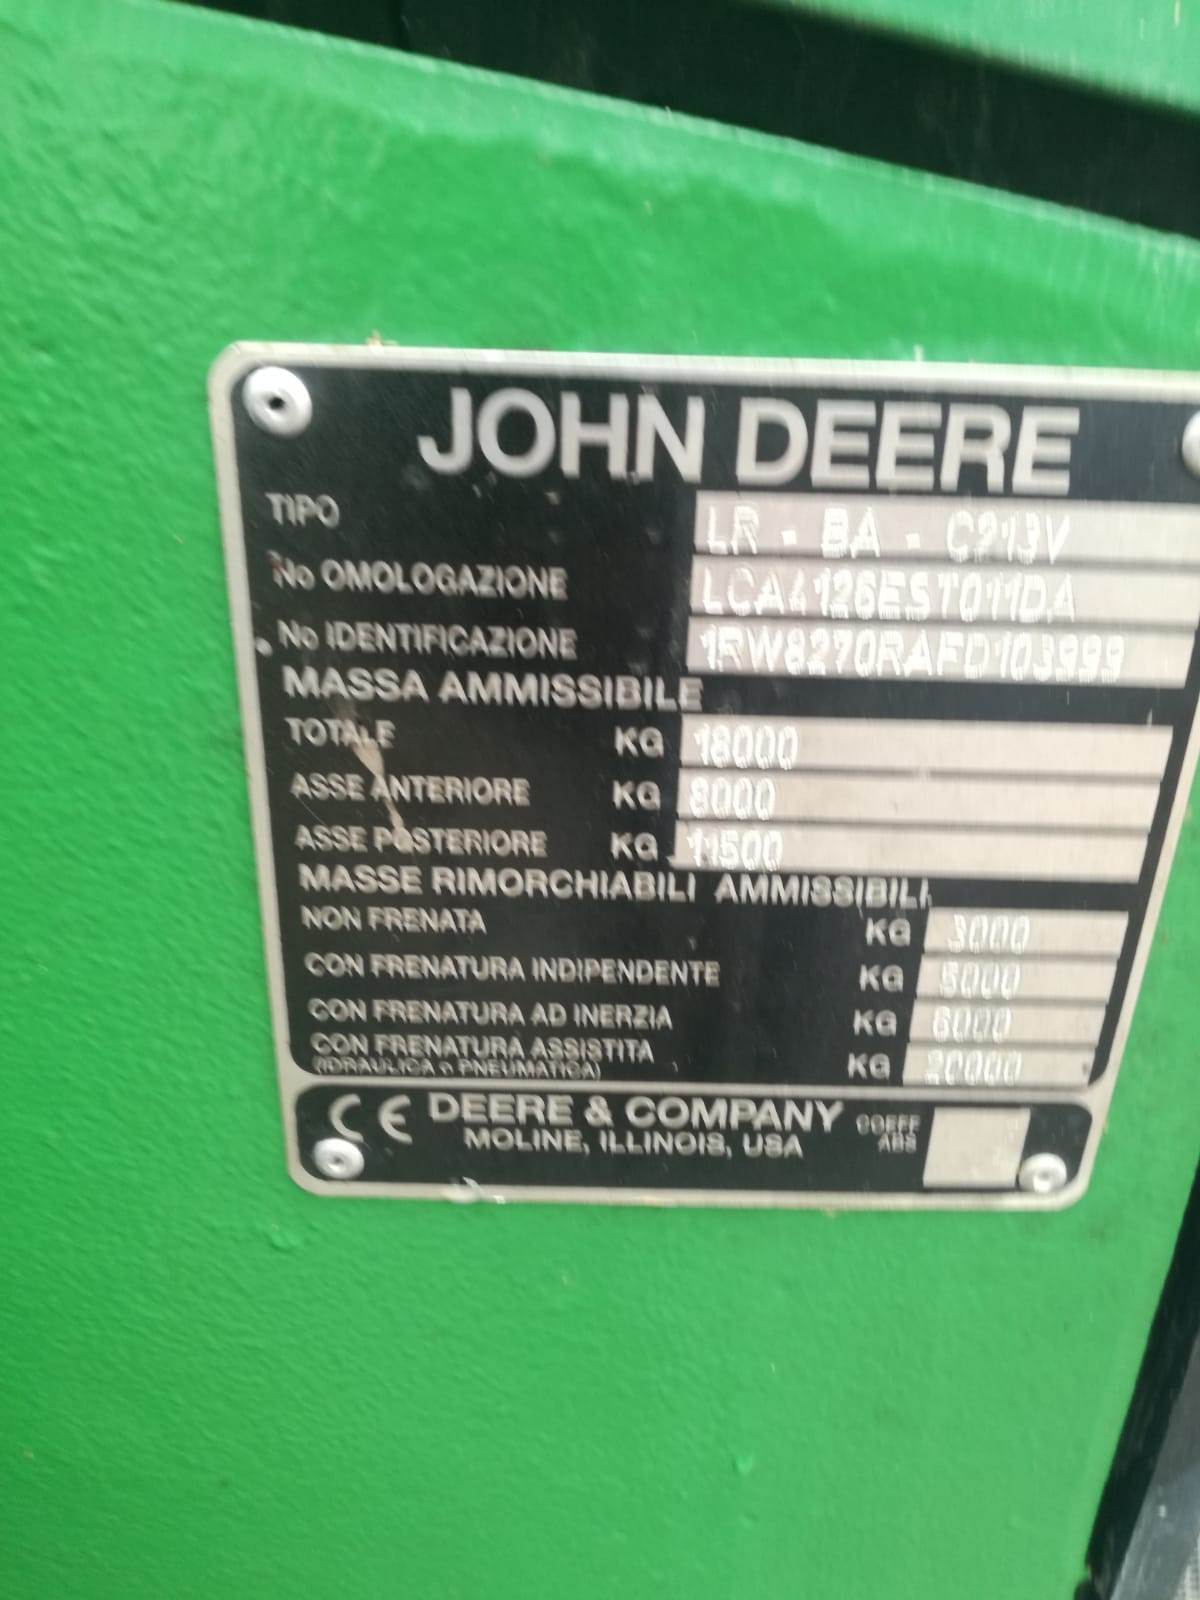 JOHN DEERE
TIPO LR - BA - C213V
No OMOLOGAZIONE LCA4126EST011DA
No IDENTIFICAZIONE 1RW8270RAFD103999
MASSA AMMISSIBILE
TOTALE KG 18000
ASSE ANTERIORE KG 8000
ASSE POSTERIORE KG 11500
MASSE RIMORCHIABILI AMMISSIBILI
NON FRENATA KG 3000
CON FRENATURA INDIPENDENTE KG 5000
CON FRENATURA AD INERZIA KG 6000
CON FRENATURA ASSISTITA KG 20000
(IDRAULICA o PNEUMATICA)
CE DEERE & COMPANY COEFF
MOLINE, ILLINOIS, USA ABS